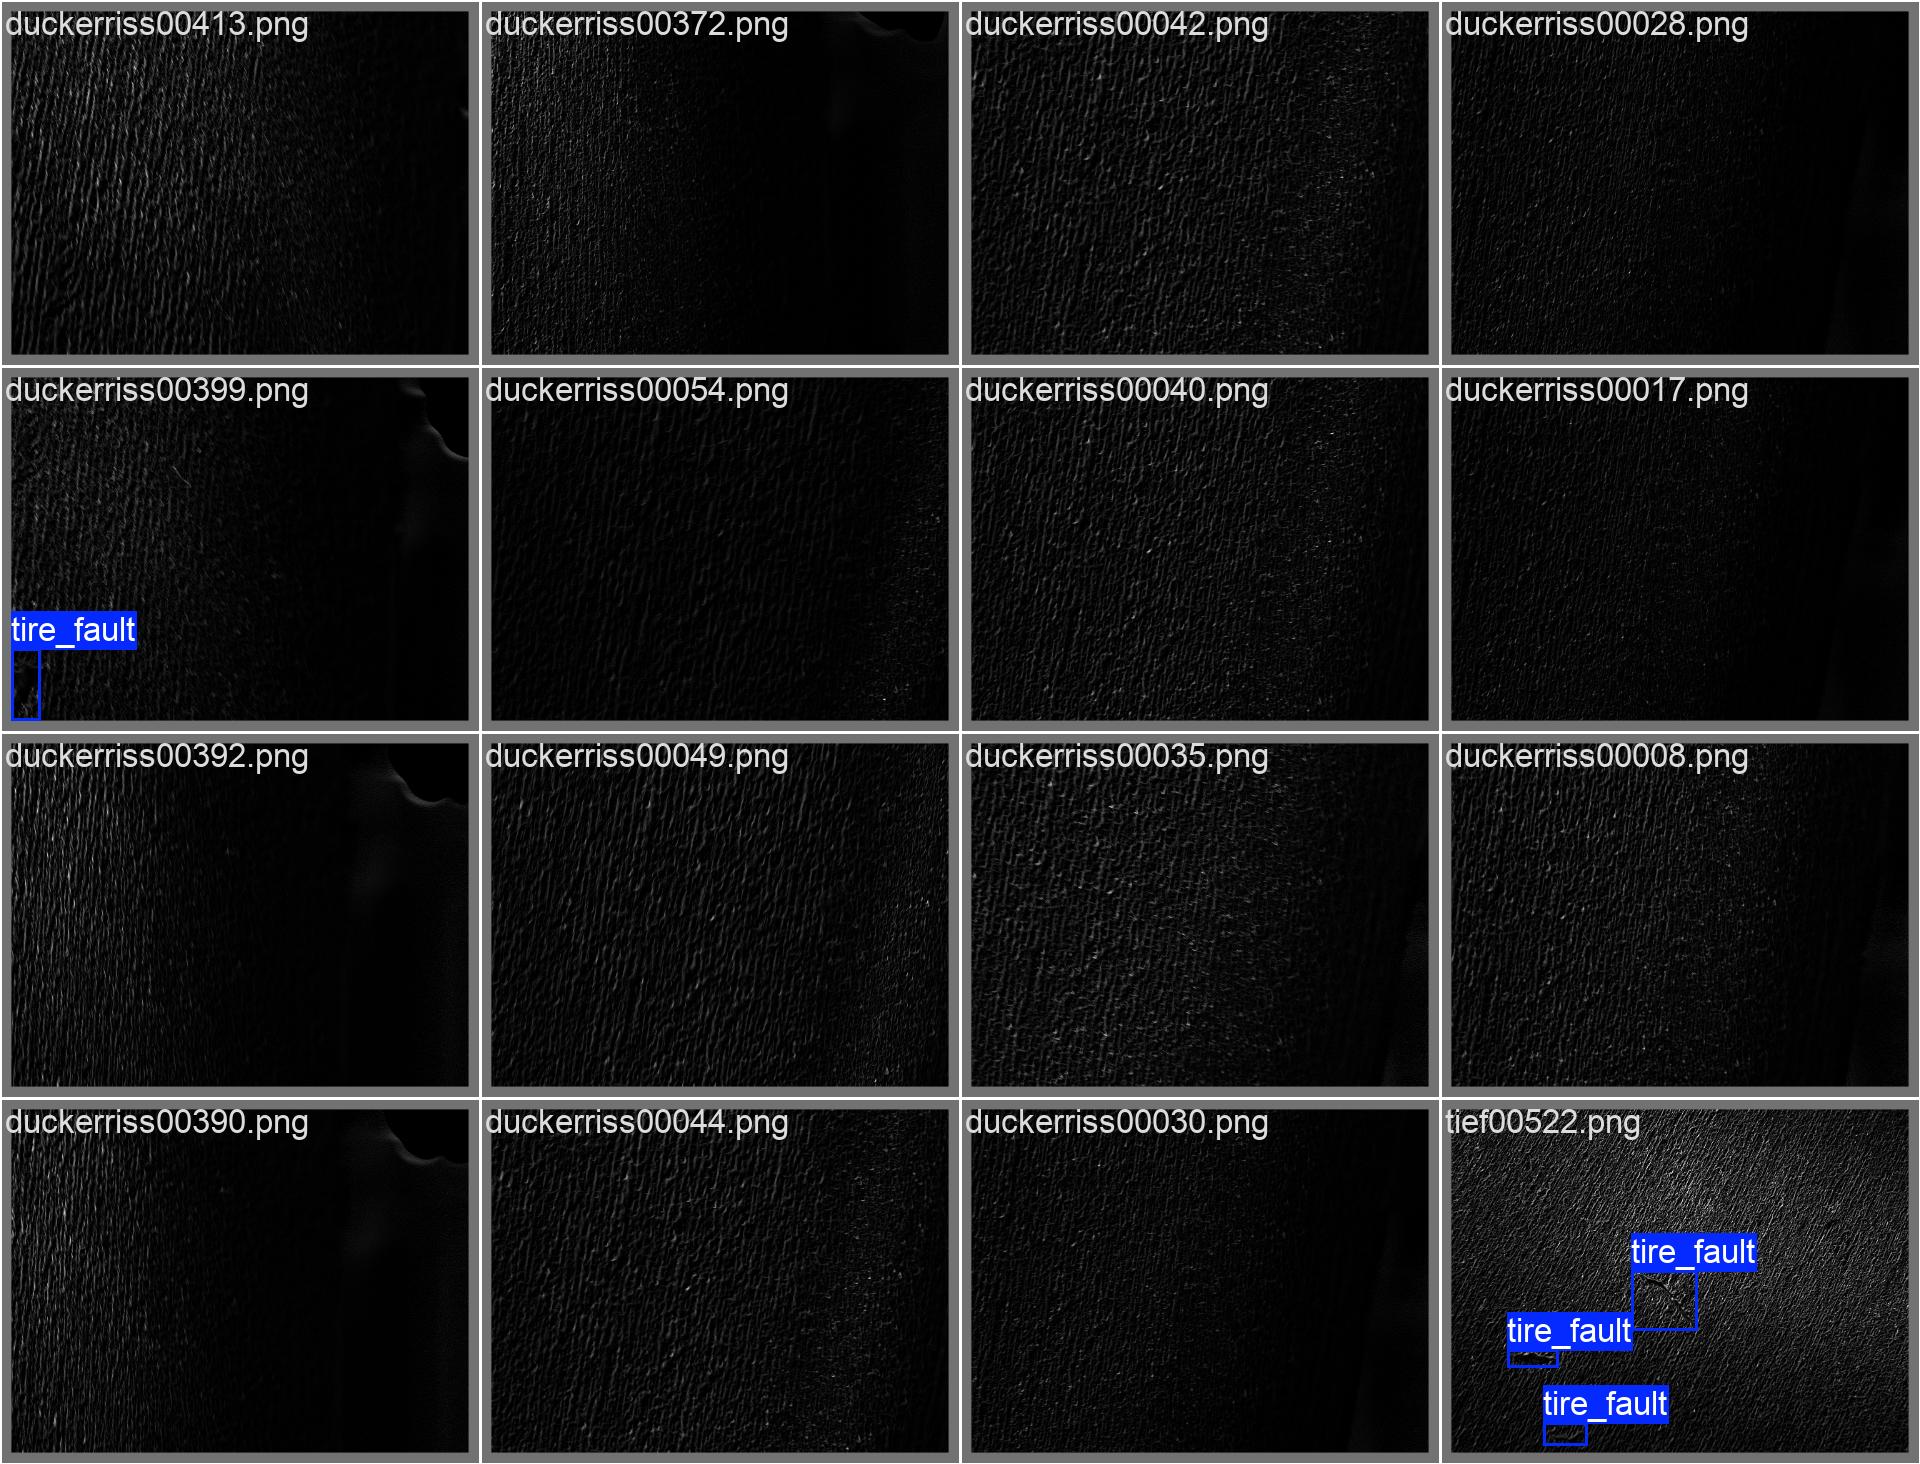 duckerriss00413.png
duckerriss00372.png
duckerriss00042.png
duckerriss00028.png
duckerriss00399.png
duckerriss00054.png
duckerriss00040.png
duckerriss00017.png
tire_fault
duckerriss00392.png
duckerriss00049.png
duckerriss00035.png
duckerriss00008.png
duckerriss00390.png
duckerriss00044.png
duckerriss00030.png
tief00522.png
tire_fault
tire_fault
tire_fault